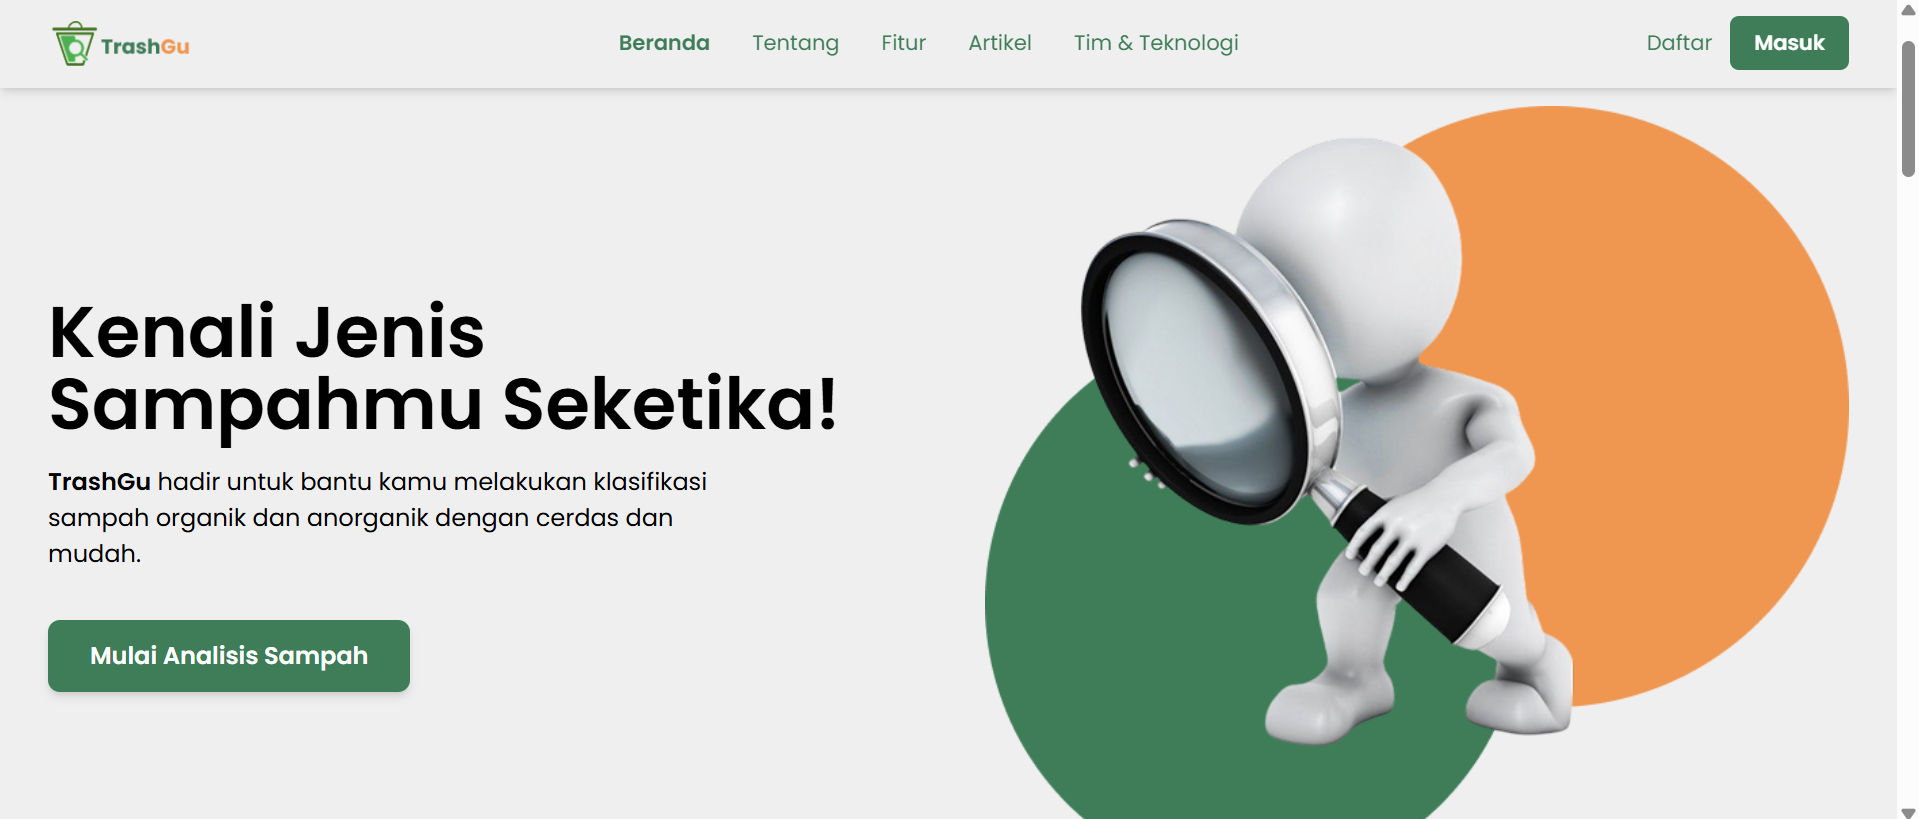 TrashGu
Beranda
Tentang
Fitur
Artikel
Tim & Teknologi
Daftar
Masuk
Kenali Jenis
Sampahmu Seketika!
TrashGu hadir untuk bantu kamu melakukan klasifikasi
sampah organik dan anorganik dengan cerdas dan
mudah.
Mulai Analisis Sampah